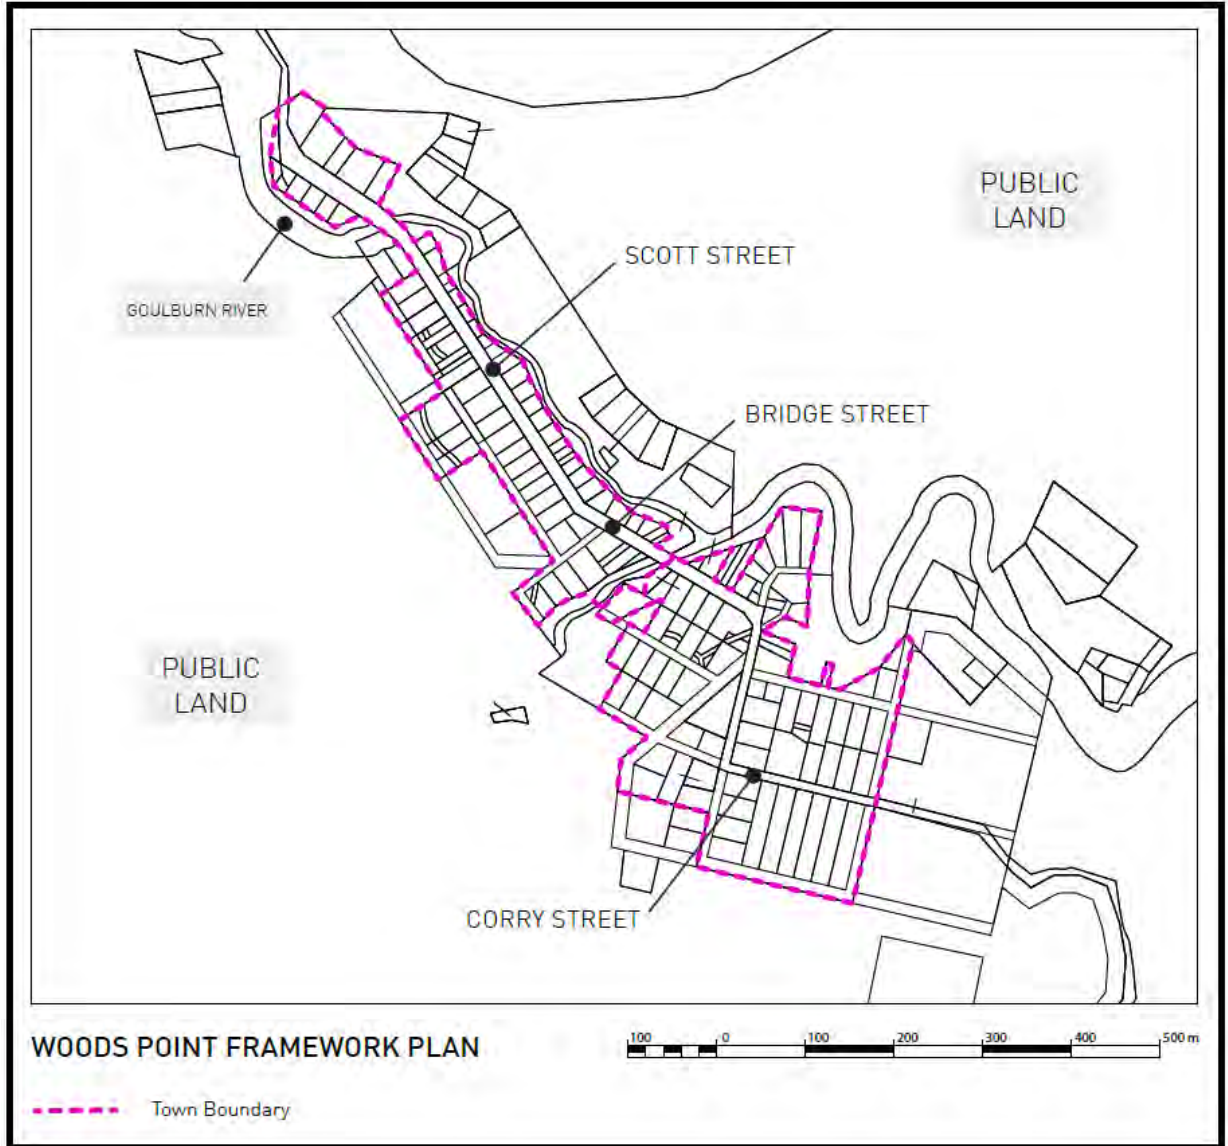 PUBLIC
LAND
SCOTT STREET
GOULBURN RIVER
BRIDGE STREET
PUBLIC
LAND
CORRY STREET
WOODS POINT FRAMEWORK PLAN
100 0 100 200 300 400 500 m
Town Boundary